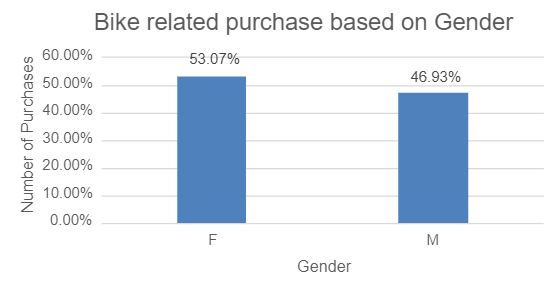 Bike related purchase based on Gender
Number of Purchases
60.00%
50.00%
40.00%
30.00%
20.00%
10.00%
0.00%
53.07%
46.93%
F
M
Gender